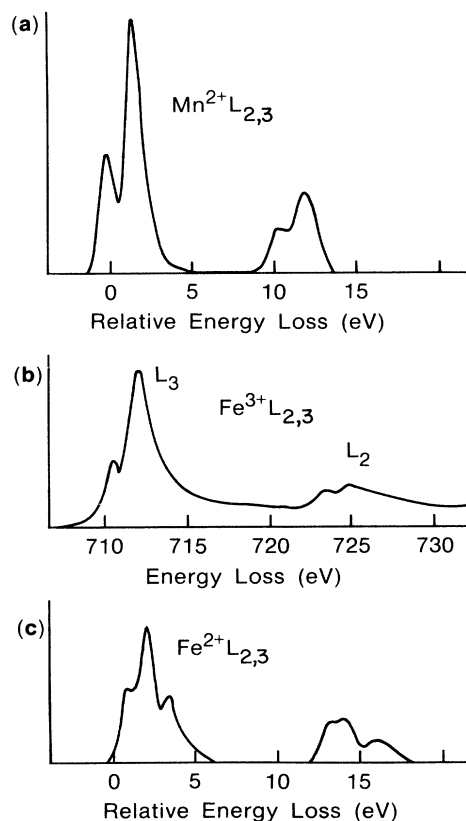 (a)
Mn²⁺L₂,₃
0 5 10 15
Relative Energy Loss (eV)
(b)
L₃
Fe³⁺L₂,₃
L₂
710 715 720 725 730
Energy Loss (eV)
(c)
Fe²⁺L₂,₃
0 5 10 15
Relative Energy Loss (eV)